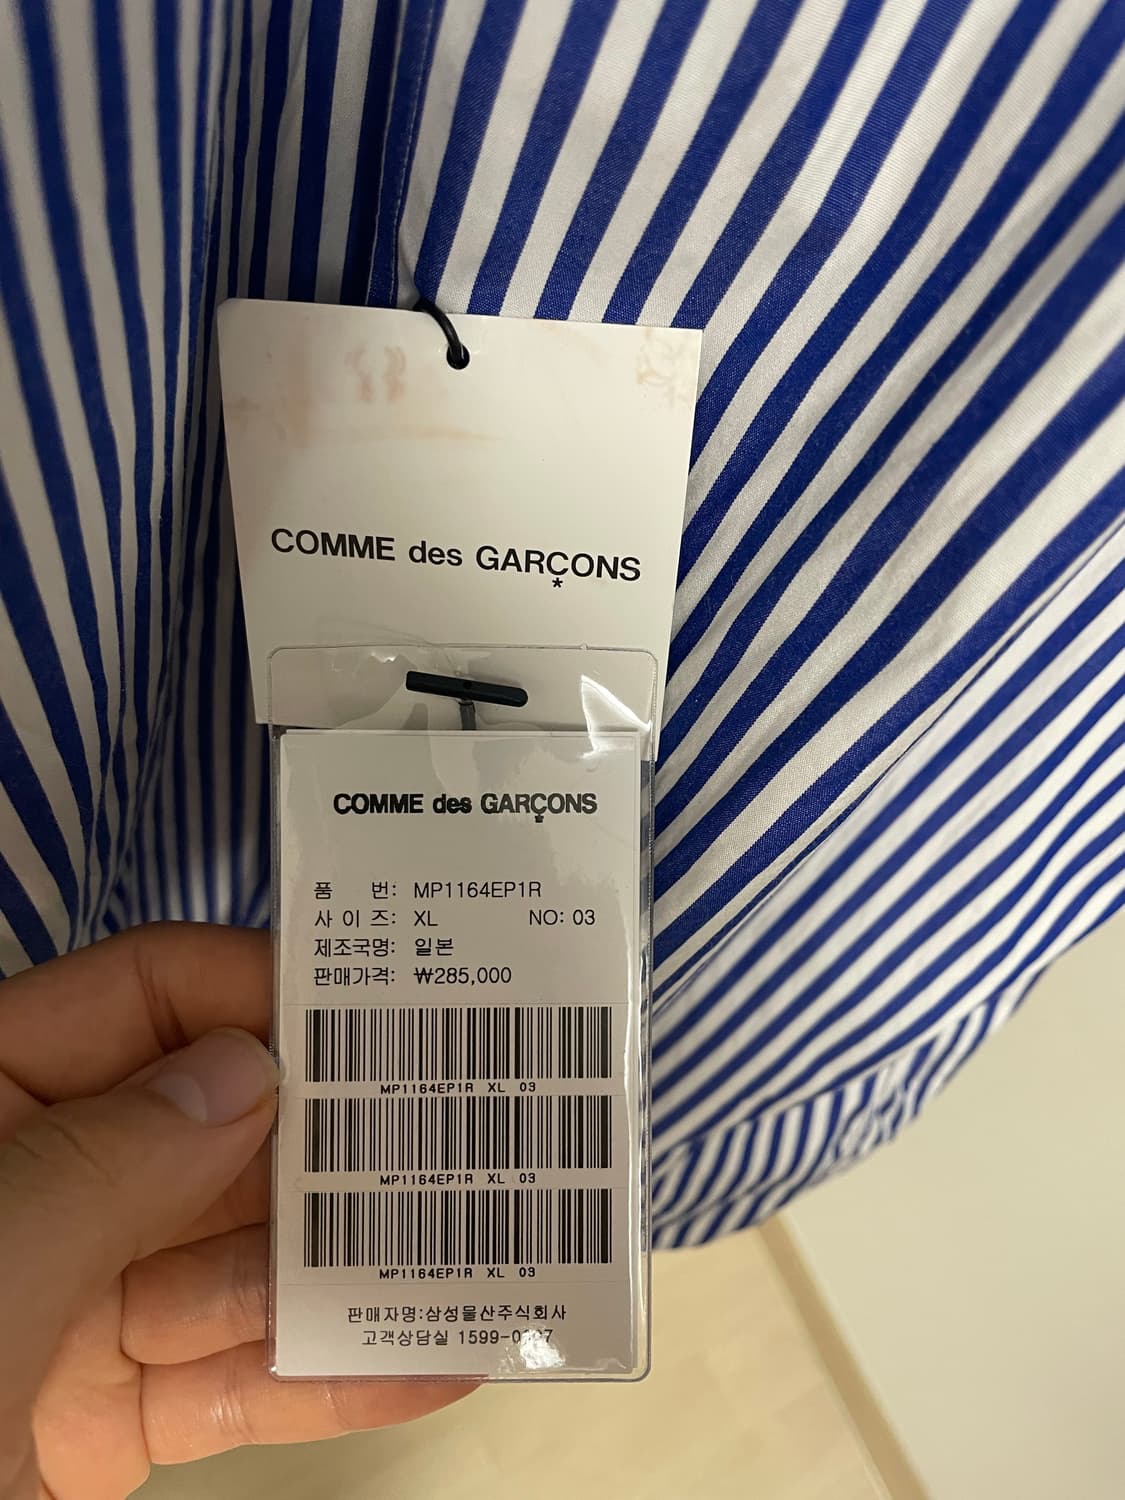 COMME des GARÇONS
*
COMME des GARÇONS
품 번: MP1164EP1R
사 이 즈: XL NO: 03
제조국명: 일본
판매가격: ₩285,000
MP1164EP1R XL 03
MP1164EP1R XL 03
MP1164EP1R XL 03
판매자명:삼성물산주식회사
고객상담실